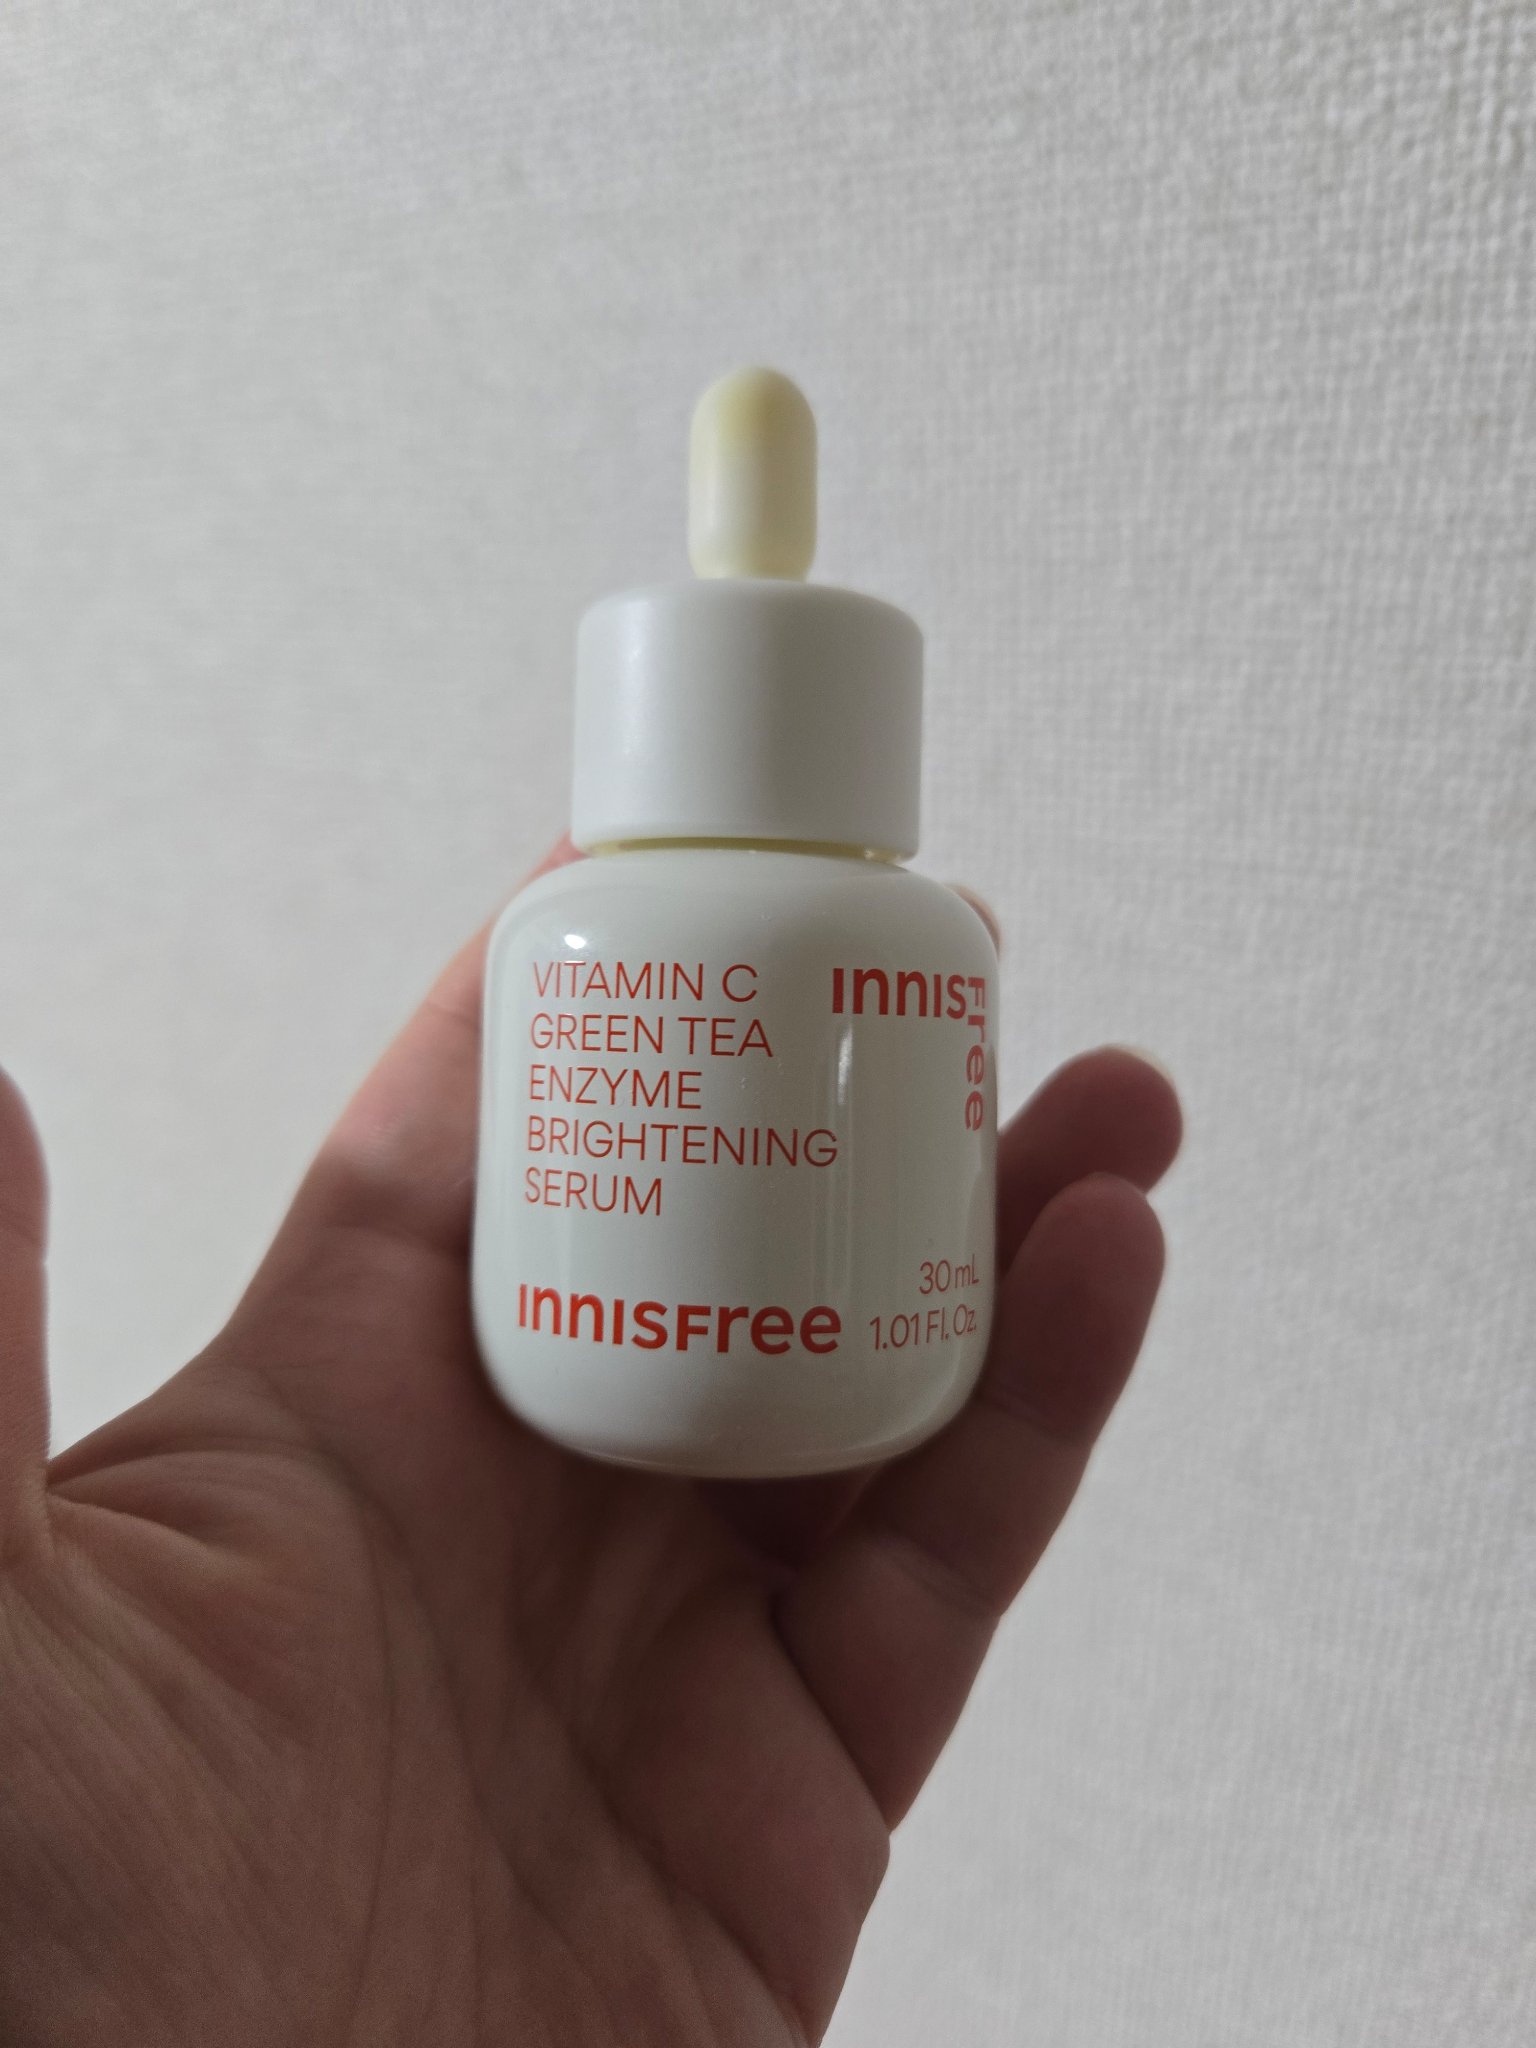 VITAMIN C
GREEN TEA
ENZYME
BRIGHTENING
SERUM
INNISFree
30 mL
1.01 Fl. Oz.
INNISFree